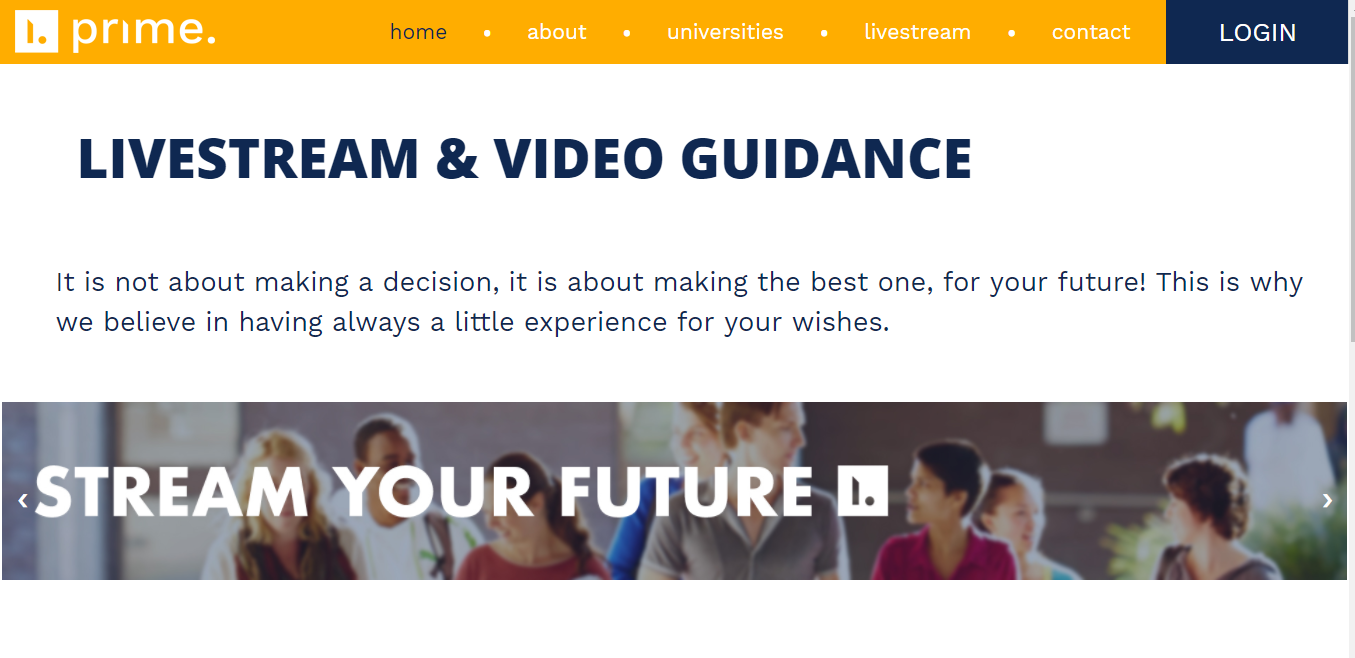 prime.
home • about • universities • livestream • contact
LOGIN
LIVESTREAM & VIDEO GUIDANCE
It is not about making a decision, it is about making the best one, for your future! This is why
we believe in having always a little experience for your wishes.
STREAM YOUR FUTURE